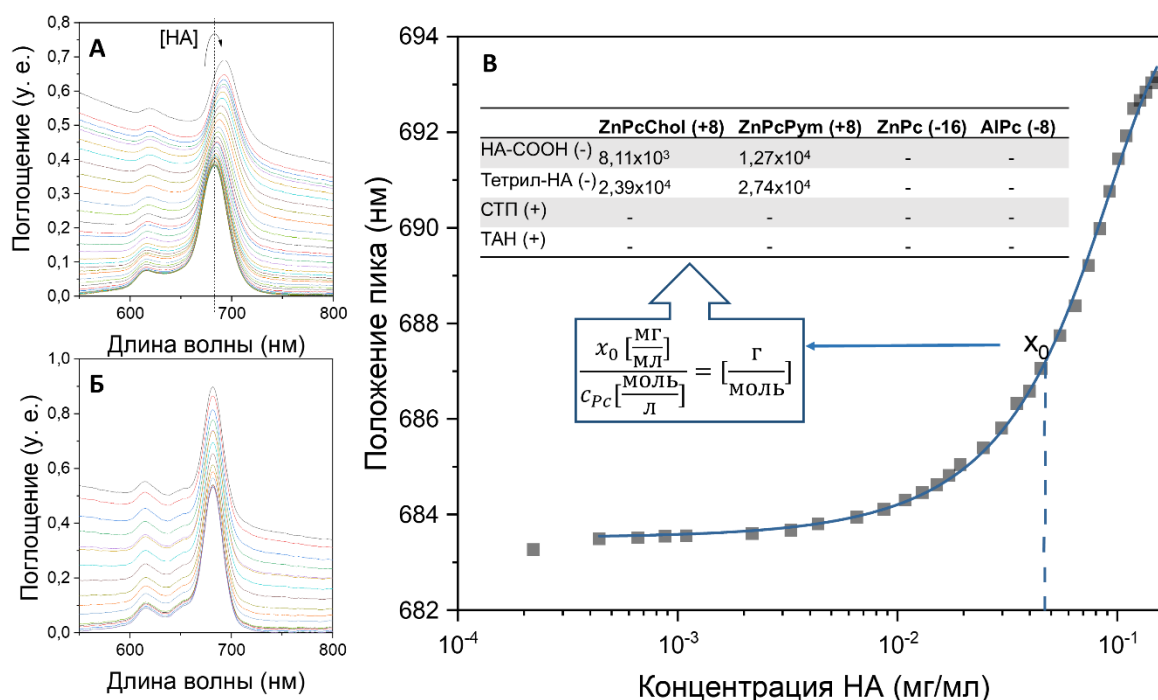 А
[HA]
Поглощение (у. е.)
0,8
0,7
0,6
0,5
0,4
0,3
0,2
0,1
0,0
600 700 800
Длина волны (нм)
Б
Поглощение (у. е.)
1,0
0,8
0,6
0,4
0,2
0,0
600 700 800
Длина волны (нм)
В
Положение пика (нм)
694
692
690
688
686
684
682
ZnPcChol (+8) ZnPcPym (+8) ZnPc (-16) AlPc (-8)
HA-COOH (-) 8,11x10³ 1,27x10⁴ - -
Тетрил-НА (-) 2,39x10⁴ 2,74x10⁴ - -
СТП (+) - - - -
ТАН (+) - - - -
x₀ [мг/мл] / c_Pc [моль/л] = [г/моль]
x₀
10⁻⁴ 10⁻³ 10⁻² 10⁻¹
Концентрация НА (мг/мл)